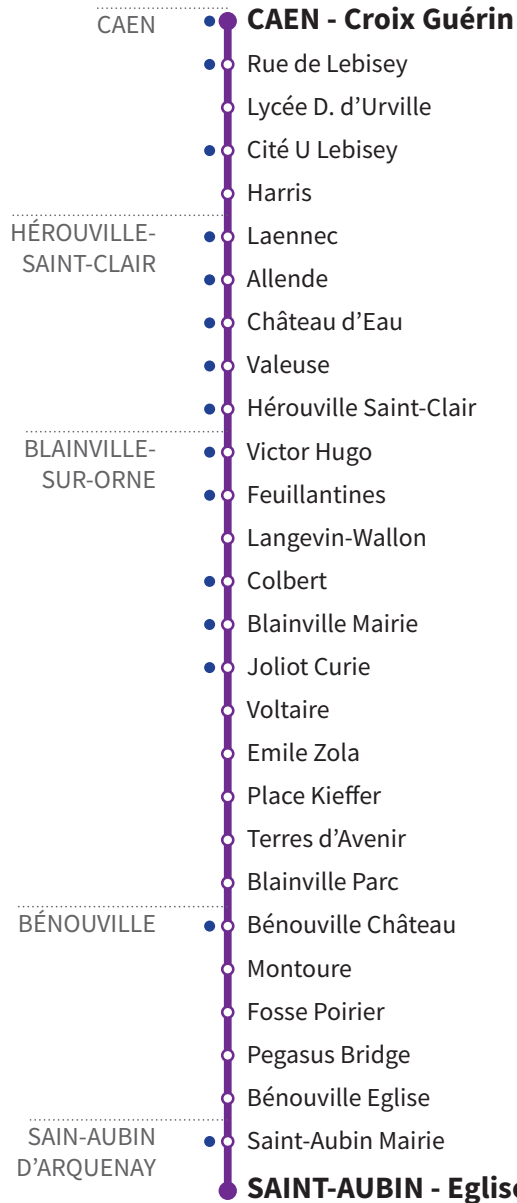 CAEN
CAEN - Croix Guérin
Rue de Lebisey
Lycée D. d’Urville
Cité U Lebisey
Harris
HÉROUVILLE-
SAINT-CLAIR
Laennec
Allende
Château d’Eau
Valeuse
Hérouville Saint-Clair
BLAINVILLE-
SUR-ORNE
Victor Hugo
Feuillantines
Langevin-Wallon
Colbert
Blainville Mairie
Joliot Curie
Voltaire
Emile Zola
Place Kieffer
Terres d’Avenir
Blainville Parc
BÉNOUVILLE
Bénouville Château
Montoure
Fosse Poirier
Pegasus Bridge
Bénouville Eglise
SAIN-AUBIN
D’ARQUENAY
Saint-Aubin Mairie
SAINT-AUBIN - Eglise